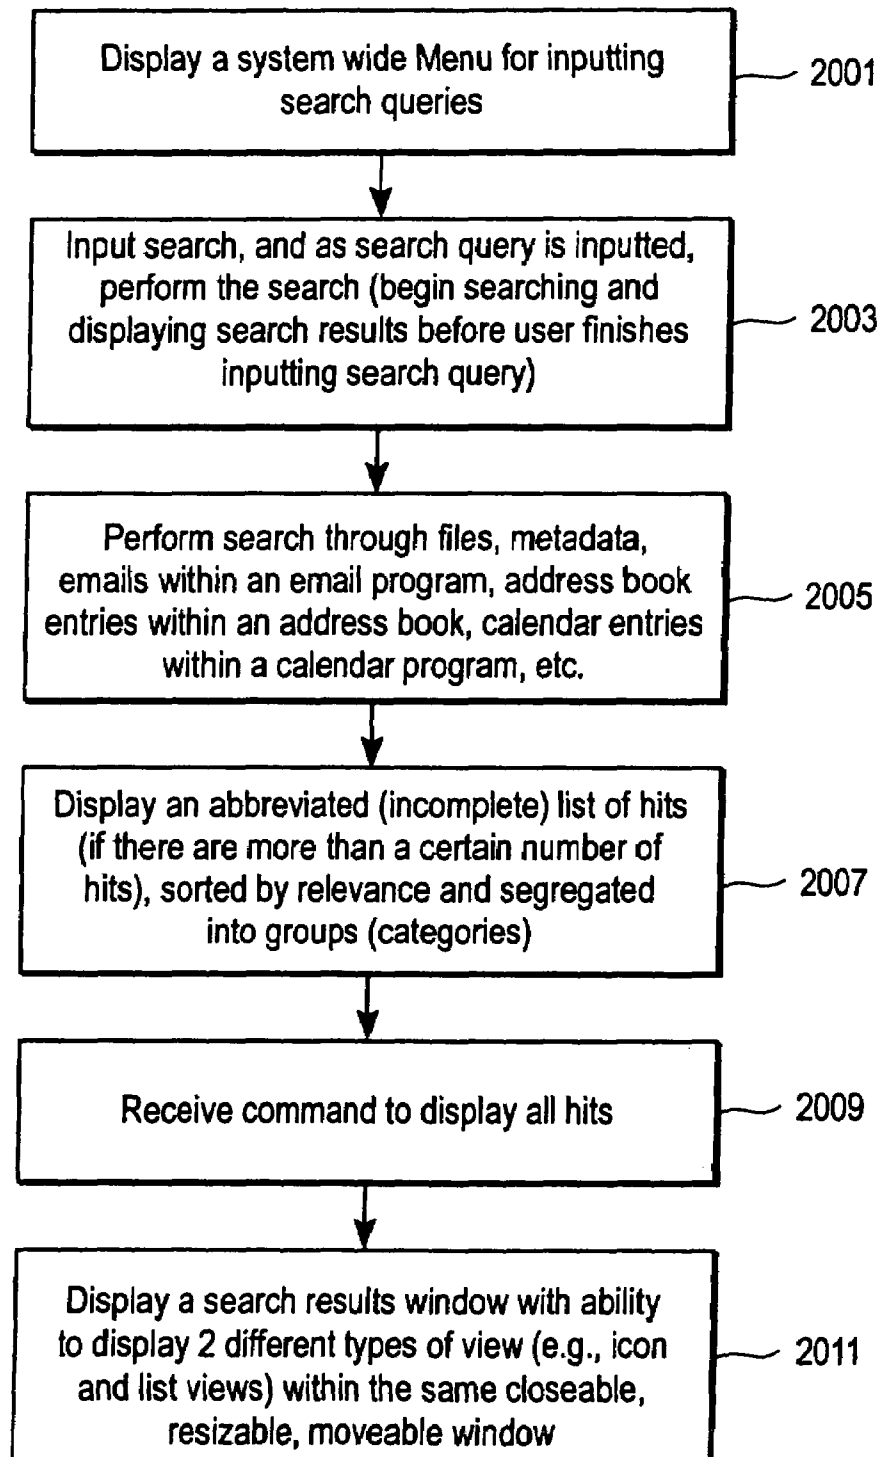 Display a system wide Menu for inputting
search queries
2001
Input search, and as search query is inputted,
perform the search (begin searching and
displaying search results before user finishes
inputting search query)
2003
Perform search through files, metadata,
emails within an email program, address book
entries within an address book, calendar entries
within a calendar program, etc.
2005
Display an abbreviated (incomplete) list of hits
(if there are more than a certain number of
hits), sorted by relevance and segregated
into groups (categories)
2007
Receive command to display all hits
2009
Display a search results window with ability
to display 2 different types of view (e.g., icon
and list views) within the same closeable,
resizable, moveable window
2011